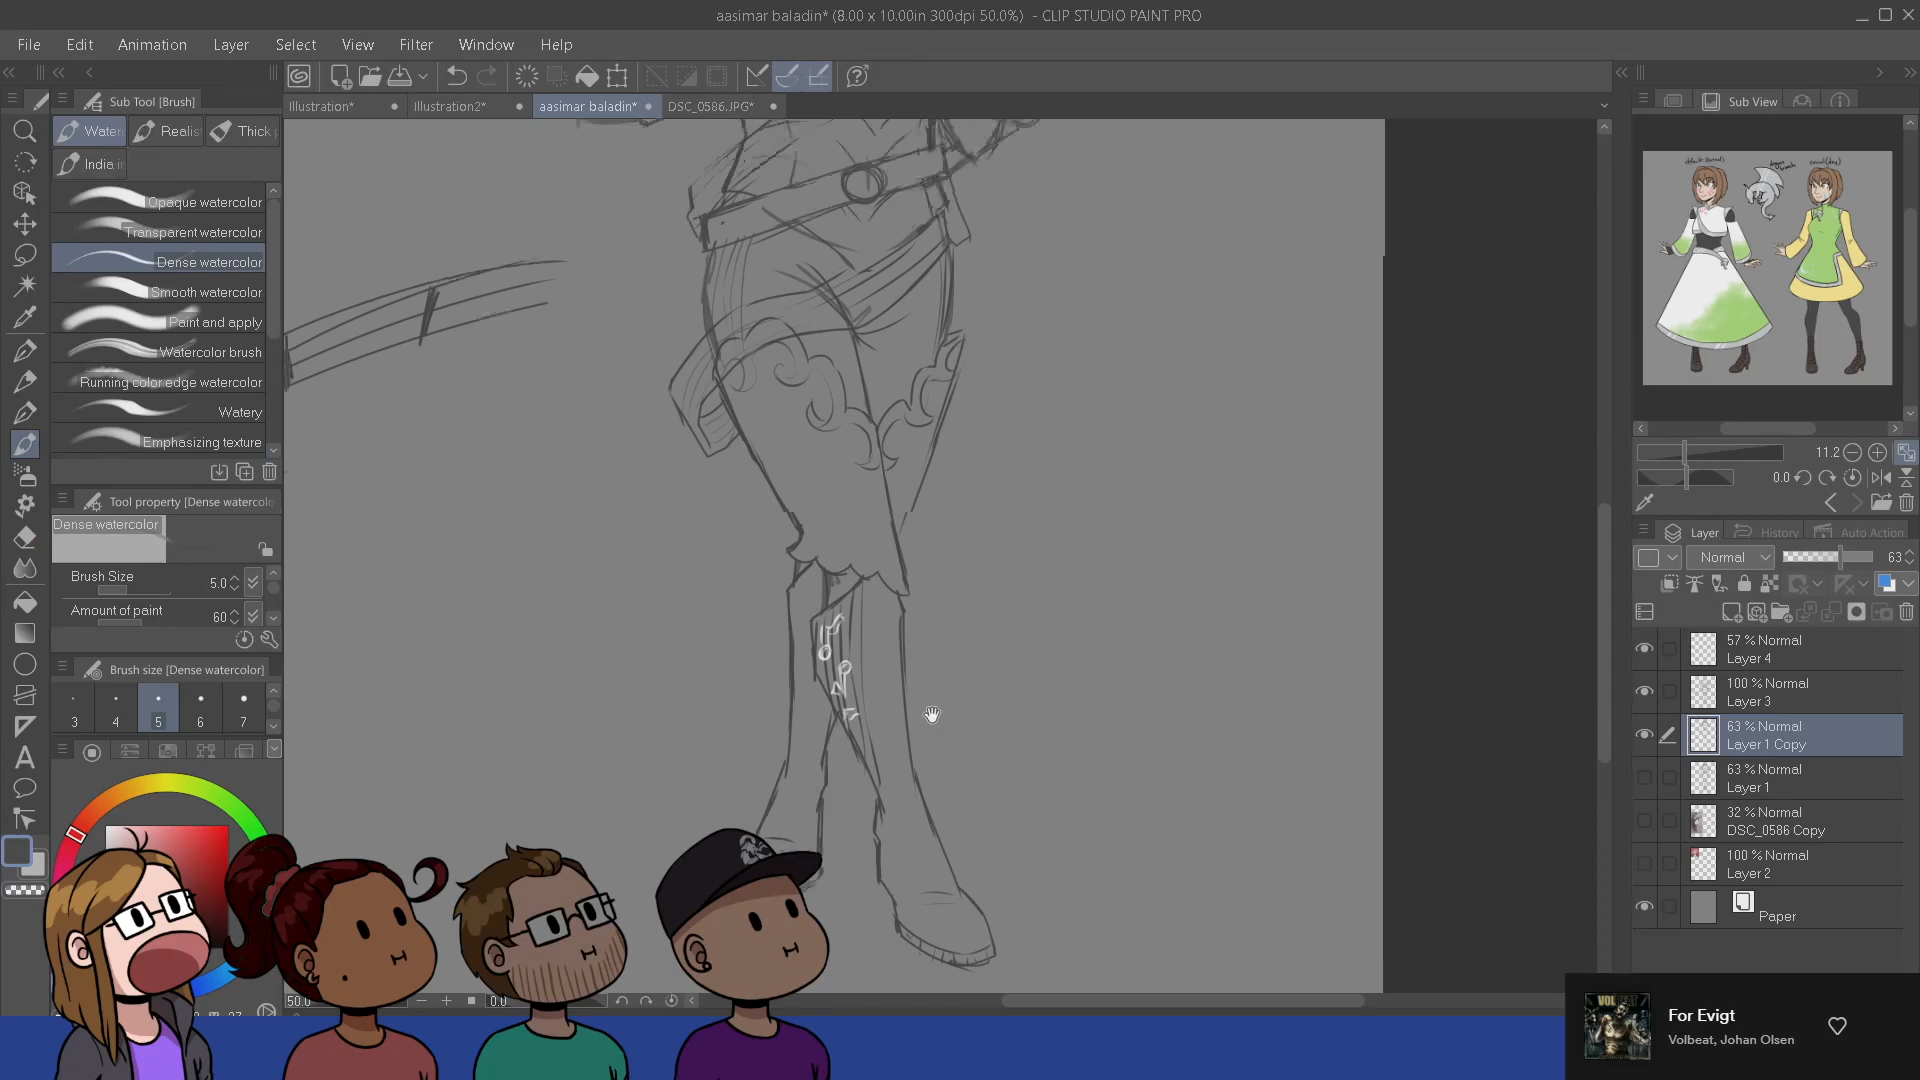 aasimar baladin* (8.00 x 10.00in 300dpi 50.0%)  - CLIP STUDIO PAINT PRO
File Edit Animation Layer Select View Filter Window Help
Illustration* Illustration2* aasimar baladin* DSC_0586.JPG*
Sub Tool [Brush]
Realis Thick
India
Opaque watercolor
Transparent watercolor
Dense watercolor
Smooth watercolor
Paint and apply
Watercolor brush
Running color edge watercolor
Watery
Emphasizing texture
Tool property [Dense watercolo
Dense watercolor
Brush Size 5.0
Amount of paint 60
Brush size [Dense watercolor]
3 4 5 6 7
50.0 0.0
Sub View
11.2
0.0
Layer History Auto Action
Normal 63
57 % Normal
Layer 4
100 % Normal
Layer 3
63 % Normal
Layer 1 Copy
63 % Normal
Layer 1
32 % Normal
DSC_0586 Copy
100 % Normal
Layer 2
Paper
VOLBEAT
For Evigt
Volbeat, Johan Olsen